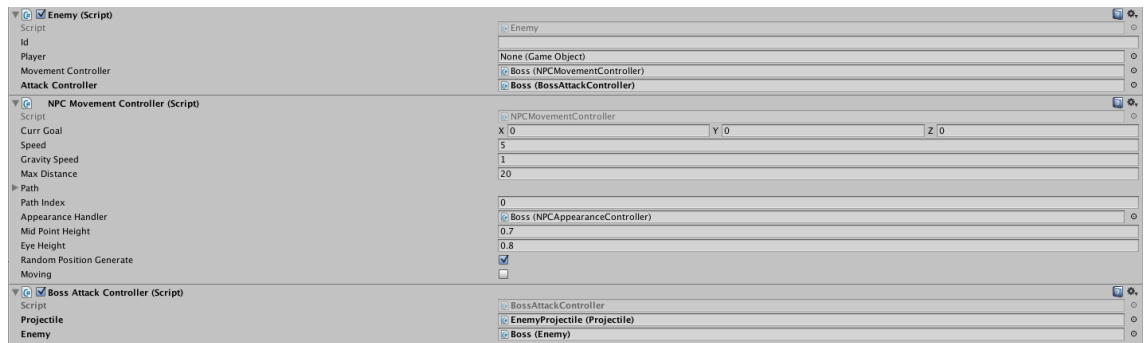 Enemy (Script)
Script Enemy
Id
Player None (Game Object)
Movement Controller Boss (NPCMovementController)
Attack Controller Boss (BossAttackController)
NPC Movement Controller (Script)
Script NPCMovementController
Curr Goal X 0 Y 0 Z 0
Speed 5
Gravity Speed 1
Max Distance 20
Path
Path Index 0
Appearance Handler Boss (NPCAppearanceController)
Mid Point Height 0.7
Eye Height 0.8
Random Position Generate
Moving
Boss Attack Controller (Script)
Script BossAttackController
Projectile EnemyProjectile (Projectile)
Enemy Boss (Enemy)